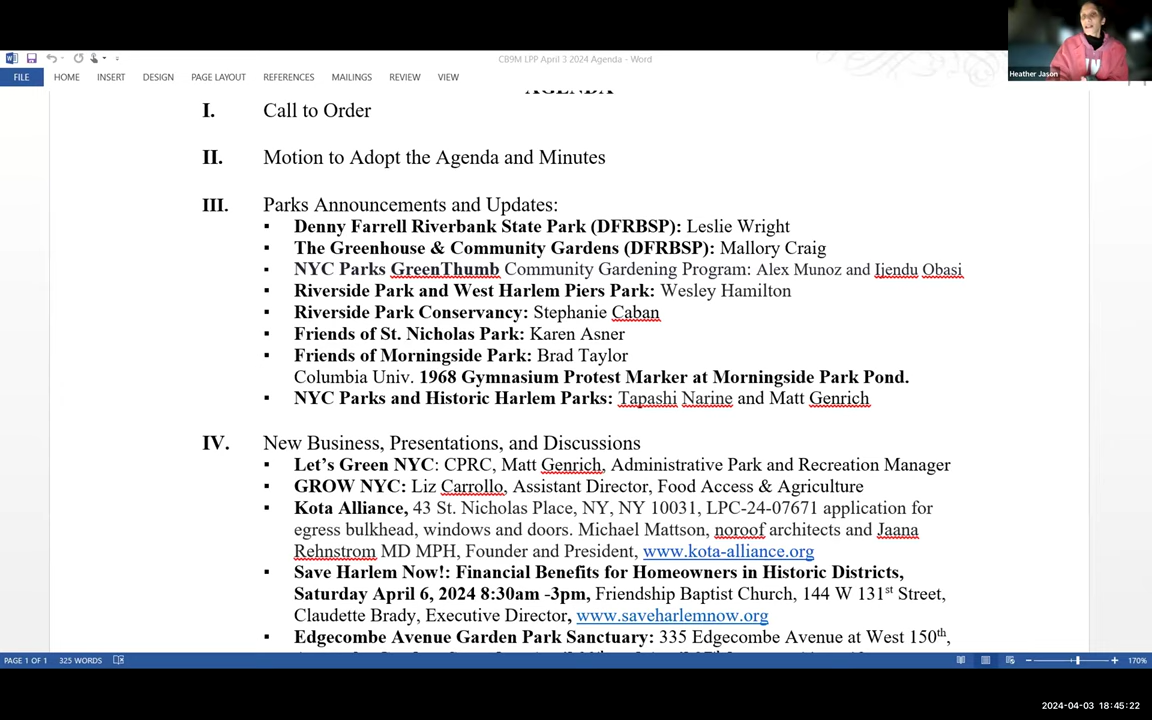 Heather Jason
CB9M LPP April 3 2024 Agenda - Word
FILE HOME INSERT DESIGN PAGE LAYOUT REFERENCES MAILINGS REVIEW VIEW
AGENDA
I. Call to Order
II. Motion to Adopt the Agenda and Minutes
III. Parks Announcements and Updates:
▪ Denny Farrell Riverbank State Park (DFRBSP): Leslie Wright
▪ The Greenhouse & Community Gardens (DFRBSP): Mallory Craig
▪ NYC Parks GreenThumb Community Gardening Program: Alex Munoz and Ijendu Obasi
▪ Riverside Park and West Harlem Piers Park: Wesley Hamilton
▪ Riverside Park Conservancy: Stephanie Caban
▪ Friends of St. Nicholas Park: Karen Asner
▪ Friends of Morningside Park: Brad Taylor
Columbia Univ. 1968 Gymnasium Protest Marker at Morningside Park Pond.
▪ NYC Parks and Historic Harlem Parks: Tapashi Narine and Matt Genrich
IV. New Business, Presentations, and Discussions
▪ Let's Green NYC: CPRC, Matt Genrich, Administrative Park and Recreation Manager
▪ GROW NYC: Liz Carrollo, Assistant Director, Food Access & Agriculture
▪ Kota Alliance, 43 St. Nicholas Place, NY, NY 10031, LPC-24-07671 application for
egress bulkhead, windows and doors. Michael Mattson, noroof architects and Jaana
Rehnstrom MD MPH, Founder and President, www.kota-alliance.org
▪ Save Harlem Now!: Financial Benefits for Homeowners in Historic Districts,
Saturday April 6, 2024 8:30am -3pm, Friendship Baptist Church, 144 W 131st Street,
Claudette Brady, Executive Director, www.saveharlemnow.org
▪ Edgecombe Avenue Garden Park Sanctuary: 335 Edgecombe Avenue at West 150th,
PAGE 1 OF 1 325 WORDS 170%
2024-04-03 18:45:22